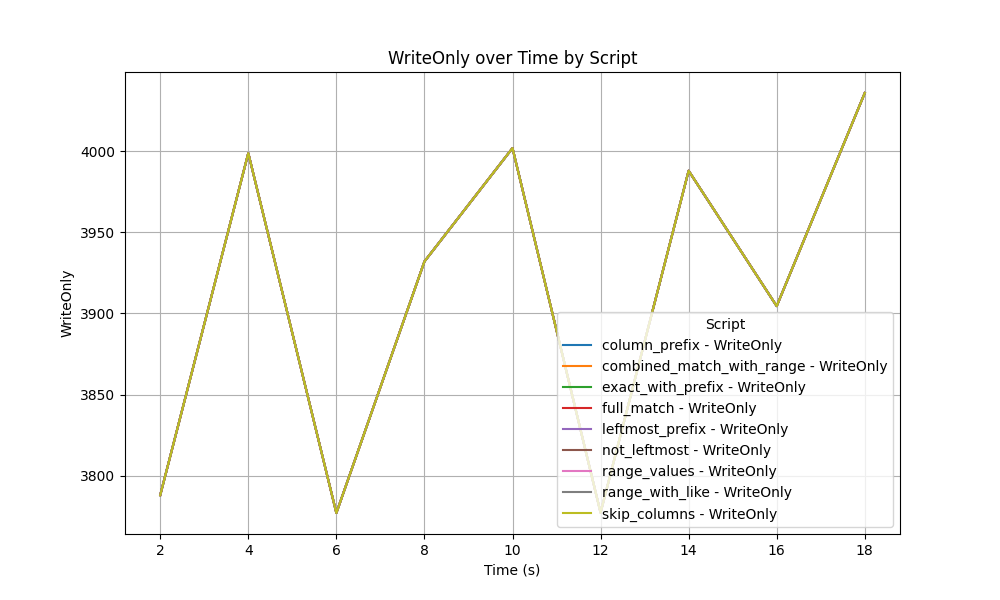 WriteOnly over Time by Script
WriteOnly
4000
3950
3900
3850
3800
Script
column_prefix - WriteOnly
combined_match_with_range - WriteOnly
exact_with_prefix - WriteOnly
full_match - WriteOnly
leftmost_prefix - WriteOnly
not_leftmost - WriteOnly
range_values - WriteOnly
range_with_like - WriteOnly
skip_columns - WriteOnly
2 4 6 8 10 12 14 16 18
Time (s)